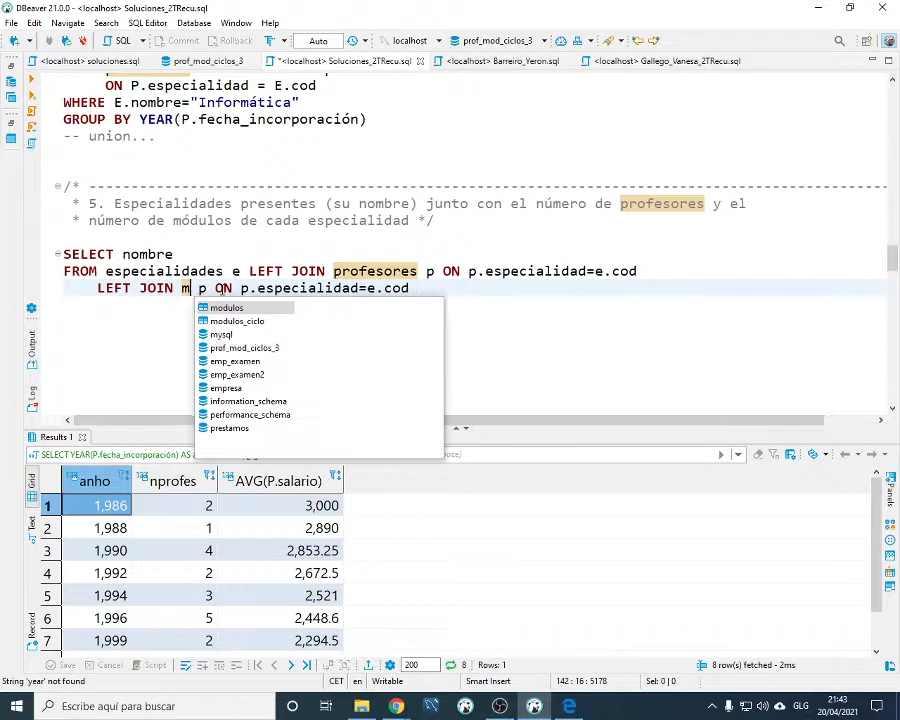 DBeaver 21.0.0 - <localhost> Soluciones_2TRecu.sql
File Edit Navigate Search SQL Editor Database Window Help
SQL Commit Rollback Auto localhost prof_mod_ciclos_3
<localhost> soluciones.sql prof_mod_ciclos_3 *<localhost> Soluciones_2TRecu.sql <localhost> Barreiro_Yeron.sql <localhost> Gallego_Vanesa_2TRecu.sql
ON P.especialidad = E.cod
WHERE E.nombre="Informática"
GROUP BY YEAR(P.fecha_incorporación)
-- union...
/* ----------------------------------------------------------------------------------------------
* 5. Especialidades presentes (su nombre) junto con el número de profesores y el
* número de módulos de cada especialidad */
SELECT nombre
FROM especialidades e LEFT JOIN profesores p ON p.especialidad=e.cod
LEFT JOIN m p ON p.especialidad=e.cod
modulos
modulos_ciclo
mysql
prof_mod_ciclos_3
emp_examen
emp_examen2
empresa
information_schema
performance_schema
prestamos
Output
Log
Results 1
SELECT YEAR(P.fecha_incorporación) AS
Grid
Text
Record
Panels
anho nprofes AVG(P.salario)
1 1,986 2 3,000
2 1,988 1 2,890
3 1,990 4 2,853.25
4 1,992 2 2,672.5
5 1,994 3 2,521
6 1,996 5 2,448.6
7 1,999 2 2,294.5
Save Cancel Script 200 8 Rows: 1 8 row(s) fetched - 2ms
String 'year' not found CET en Writable Smart Insert 142 : 16 : 5178 Sel: 0 | 0
Escribe aquí para buscar GLG 21:43
20/04/2021